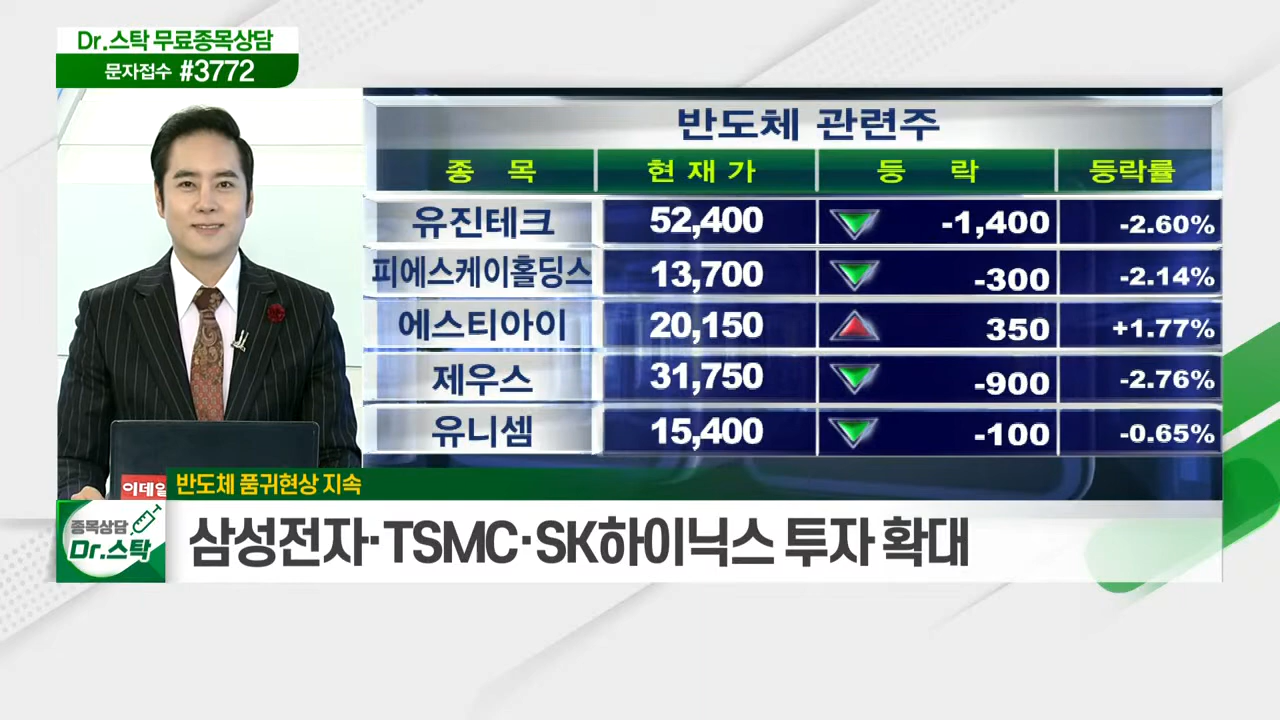 Dr.스탁 무료종목상담
문자접수 #3772
반도체 관련주
종 목 현재가 등 락 등락률
유진테크 52,400 -1,400 -2.60%
피에스케이홀딩스 13,700 -300 -2.14%
에스티아이 20,150 350 +1.77%
제우스 31,750 -900 -2.76%
유니셈 15,400 -100 -0.65%
이데일
반도체 품귀현상 지속
종목상담
Dr.스탁
삼성전자·TSMC·SK하이닉스 투자 확대